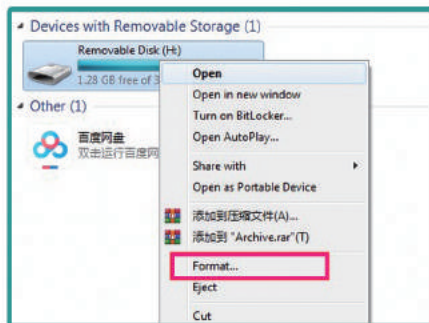 Devices with Removable Storage (1)
Removable Disk (H:)
1.28 GB free of 3
Other (1)
百度网盘
双击运行百度网
Open
Open in new window
Turn on BitLocker...
Open AutoPlay...
Share with
Open as Portable Device
添加到压缩文件(A)...
添加到 "Archive.rar"(T)
Format...
Eject
Cut